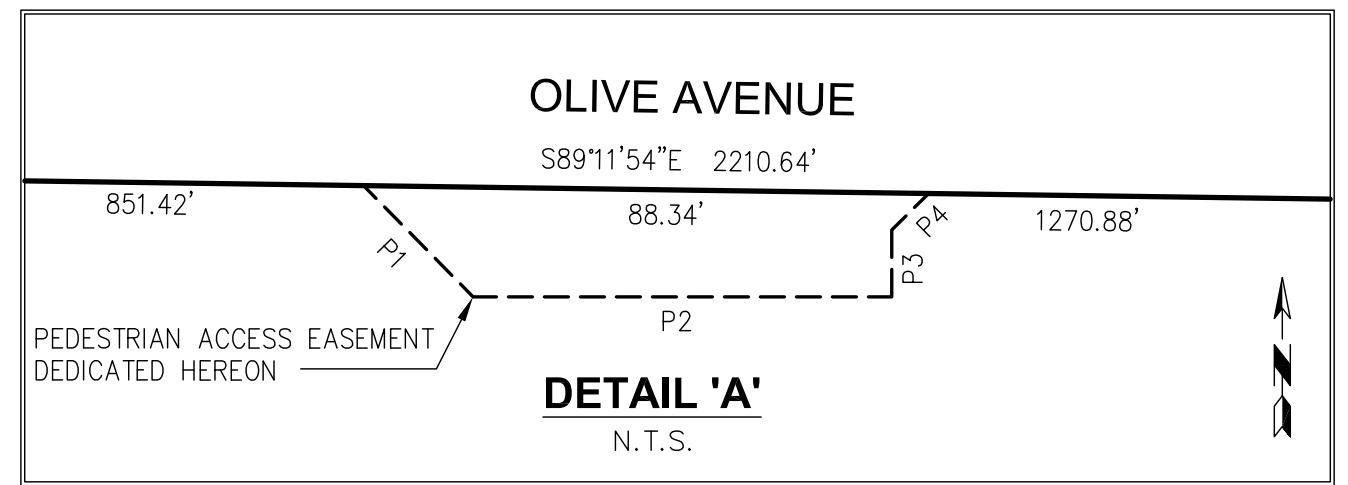 OLIVE AVENUE
S89°11'54"E 2210.64'
851.42'
88.34'
1270.88'
P1
P2
P3
P4
PEDESTRIAN ACCESS EASEMENT
DEDICATED HEREON
DETAIL 'A'
N.T.S.
N